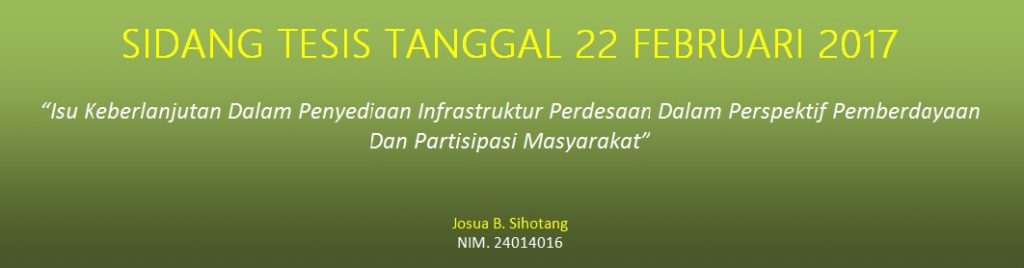 SIDANG TESIS TANGGAL 22 FEBRUARI 2017
“Isu Keberlanjutan Dalam Penyediaan Infrastruktur Perdesaan Dalam Perspektif Pemberdayaan
Dan Partisipasi Masyarakat”
Josua B. Sihotang
NIM. 24014016